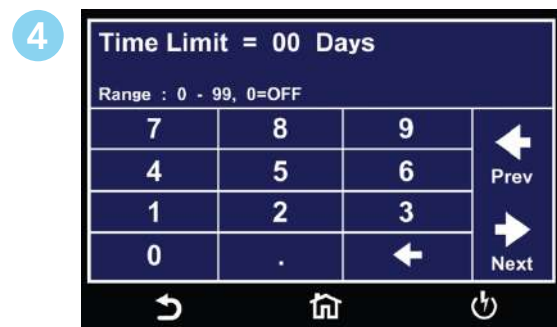 4
Time Limit = 00 Days
Range : 0 - 99, 0=OFF
7 8 9
4 5 6
Prev
1 2 3
0 .
Next